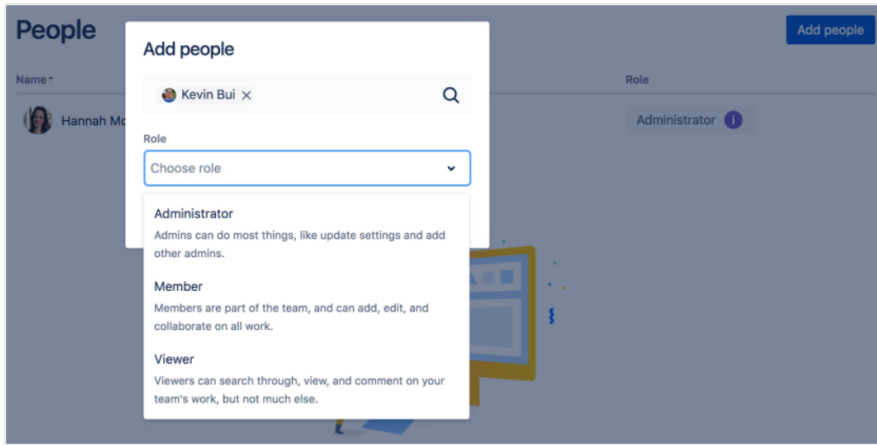 People
Add people
Add people
Kevin Bui ×
Name
Role
Hannah Mc
Administrator i
Role
Choose role
Administrator
Admins can do most things, like update settings and add
other admins.
Member
Members are part of the team, and can add, edit, and
collaborate on all work.
Viewer
Viewers can search through, view, and comment on your
team's work, but not much else.